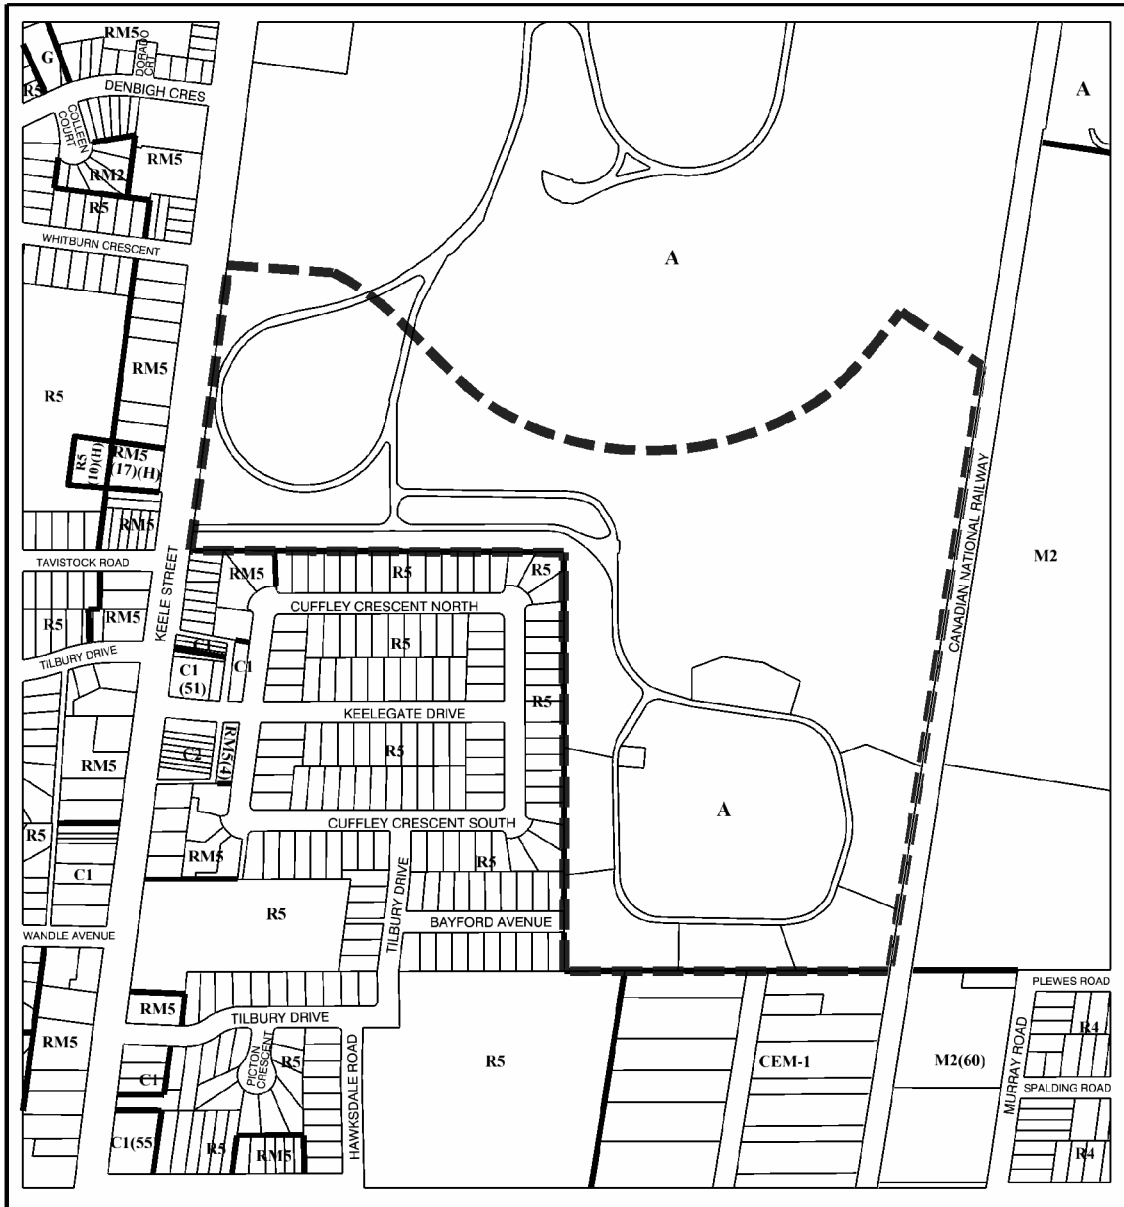 RM5
G
DORADO
CRT
R5
DENBIGH CRES
A
COLLEEN
COURT
RM5
RM2
R5
WHITBURN CRESCENT
A
RM5
R5
R5
(10)(H)
RM5
(17)(H)
RM5
TAVISTOCK ROAD
M2
KEELE STREET
CANADIAN NATIONAL RAILWAY
RM5
R5
R5
CUFFLEY CRESCENT NORTH
RM5
R5
TILBURY DRIVE
C1
R5
C1
C1
(51)
R5
KEELEGATE DRIVE
RM5(4)
C2
R5
RM5
A
CUFFLEY CRESCENT SOUTH
R5
RM5
R5
C1
R5
TILBURY DRIVE
BAYFORD AVENUE
WANDLE AVENUE
PLEWES ROAD
RM5
TILBURY DRIVE
R4
RM5
PICTON
CRESCENT
R5
HAWKSDALE ROAD
R5
CEM-1
M2(60)
MURRAY ROAD
C1
SPALDING ROAD
C1(55)
R5
RM5
R4